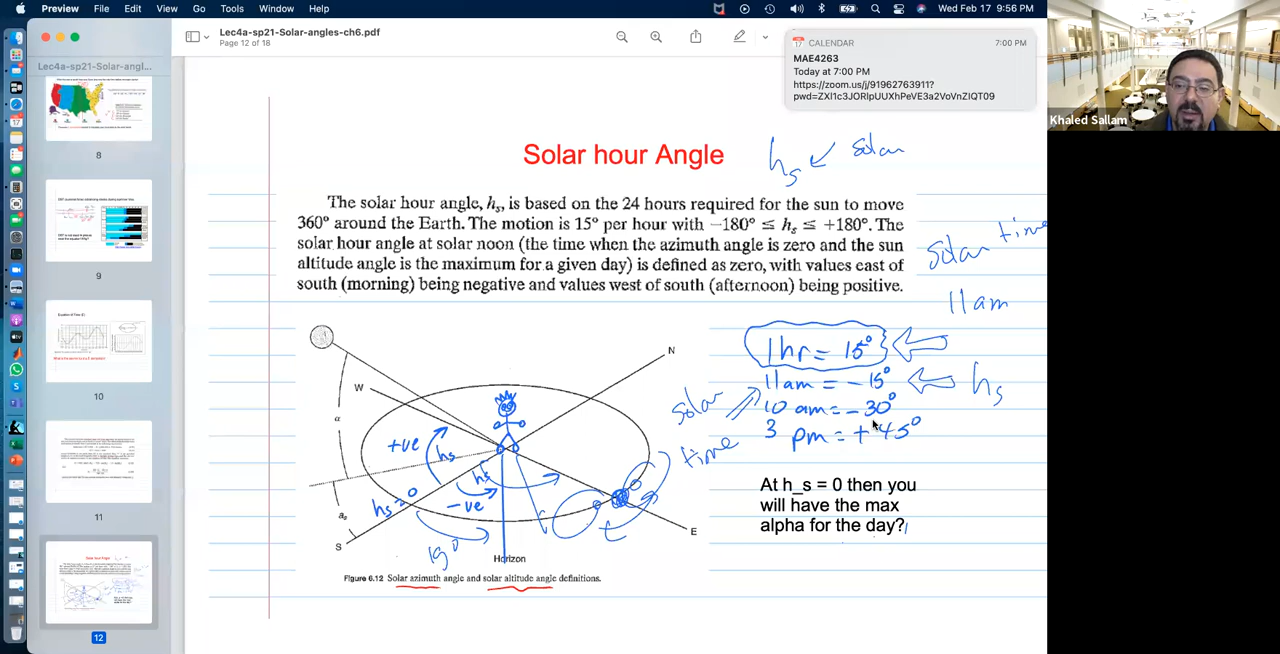 Preview File Edit View Go Tools Window Help
Wed Feb 17 9:56 PM
Lec4a-sp21-Solar-angles-ch6.pdf
Page 12 of 18
Lec4a-sp21-Solar-angl...
8
9
10
11
12
CALENDAR 7:00 PM
MAE4263
Today at 7:00 PM
https://zoom.us/j/91962763911?
pwd=ZXl1c3JORlpUUXhPeVE3a2VoVnZIQT09
Khaled Sallam
Solar hour Angle
hs
solar
The solar hour angle, hs, is based on the 24 hours required for the sun to move
360° around the Earth. The motion is 15° per hour with −180° ≤ hs ≤ +180°. The
solar hour angle at solar noon (the time when the azimuth angle is zero and the sun
altitude angle is the maximum for a given day) is defined as zero, with values east of
south (morning) being negative and values west of south (afternoon) being positive.
solar time
11am
1hr = 15°
11am = -15°
hs
10 am = -30°
3 pm = +45°
solar
time
At h_s = 0 then you
will have the max
alpha for the day?
N
W
α
+ve
hs
hs
-ve
hs = 0
as
S
E
15°
Horizon
Figure 6.12 Solar azimuth angle and solar altitude angle definitions.